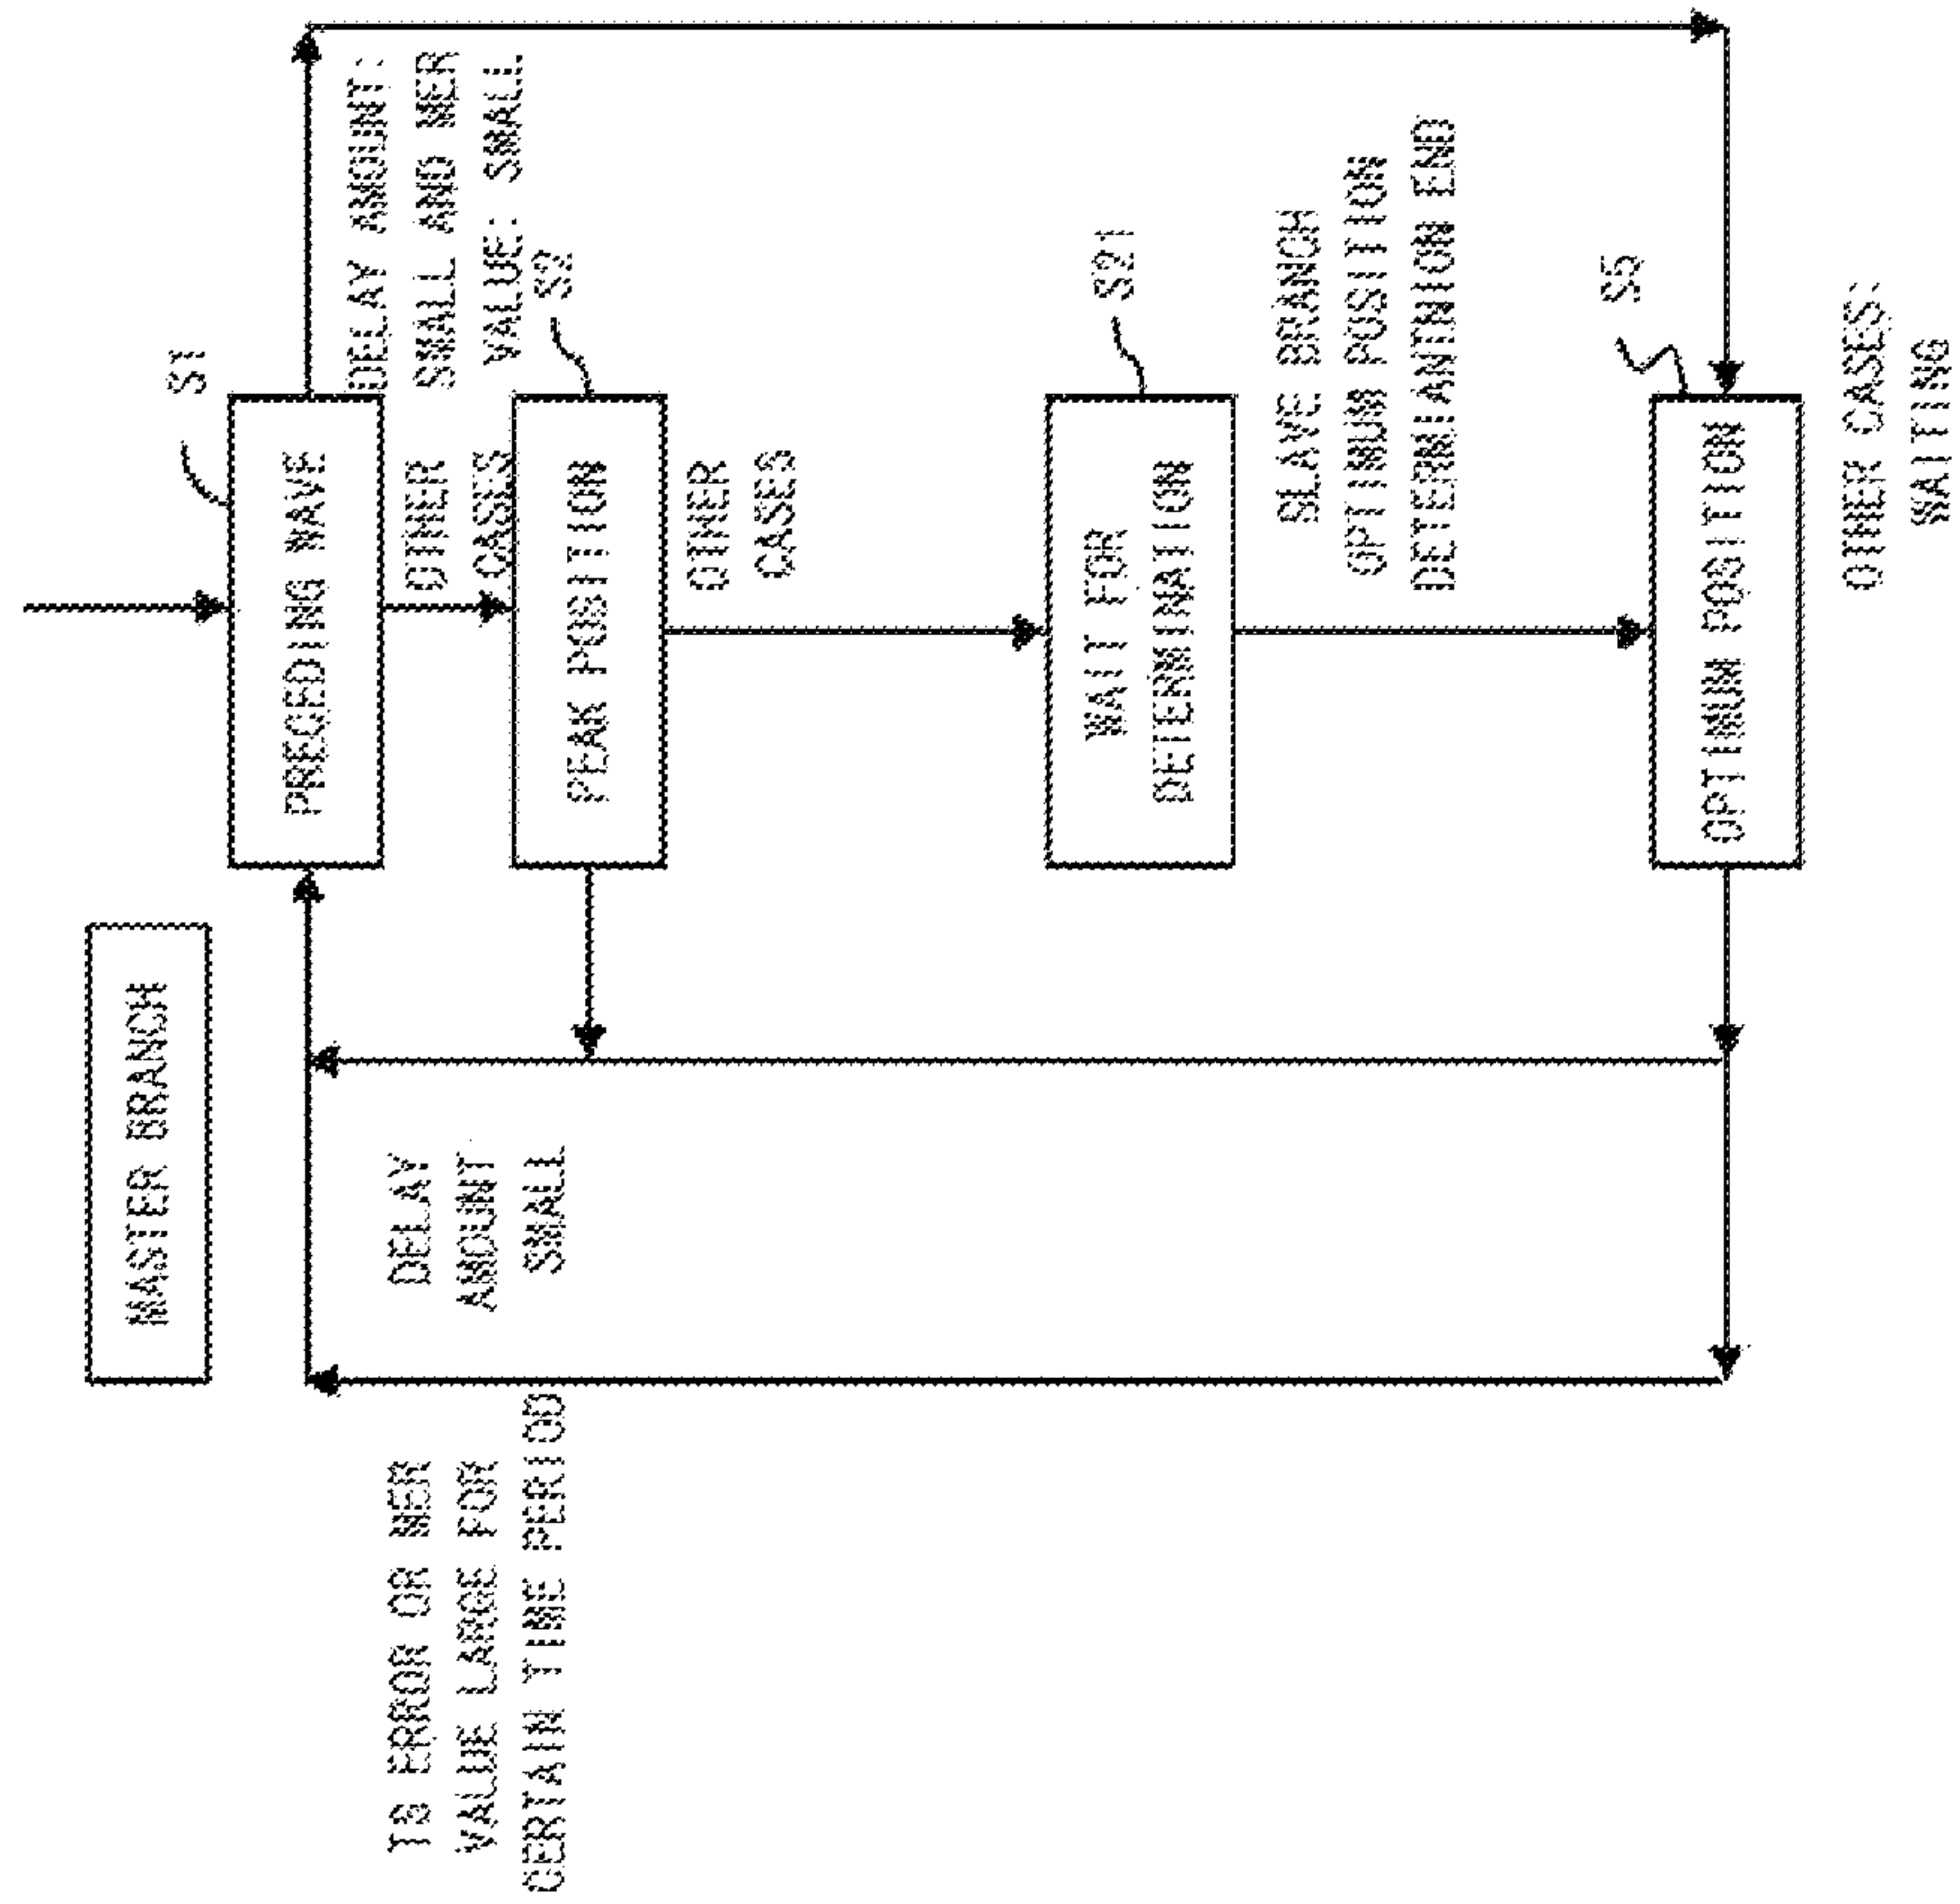 MASTER BRANCH
S1
PRECEDING WAVE
DELAY AMOUNT:
SMALL AND MER
VALUE: SMALL
OTHER
CASES
TS ERROR OR MER
VALUE LARGE FOR
CERTAIN TIME PERIOD
DELAY
AMOUNT
SMALL
S2
PEAK POSITION
OTHER
CASES
S21
WAIT FOR
DETERMINATION
SLAVE BRANCH
OPTIMUM POSITION
DETERMIANTNION END
S5
OPTIMUM POSITION
OTHER CASES:
WAITING